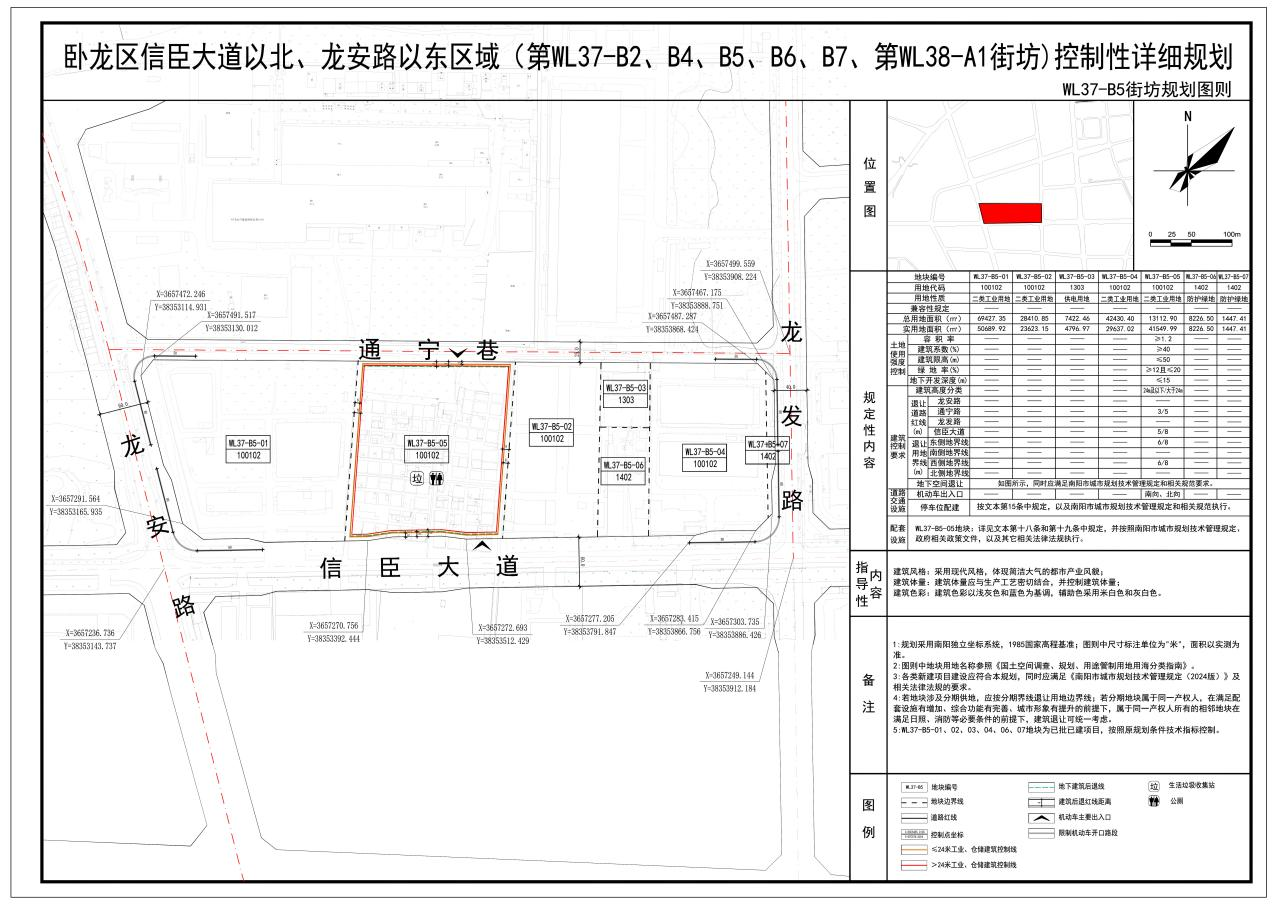 卧龙区信臣大道以北、龙安路以东区域（第WL37-B2、B4、B5、B6、B7、第WL38-A1街坊)控制性详细规划
WL37-B5街坊规划图则
X=3657472.246
Y=38353114.931
X=3657491.517
Y=38353130.012
X=3657499.559
Y=38353908.224
X=3657467.175
Y=38353888.751
X=3657487.287
Y=38353868.424
通宁巷
龙发路
龙安路
信臣大道
WL37-B5-01
100102
WL37-B5-05
100102
垃
WL37-B5-02
100102
WL37-B5-03
1303
WL37-B5-06
1402
WL37-B5-04
100102
WL37-B5-07
1402
X=3657291.564
Y=38353165.935
X=3657236.736
Y=38353143.737
X=3657270.756
Y=38353392.444
X=3657272.693
Y=38353512.429
X=3657277.205
Y=38353791.847
X=3657283.415
Y=38353866.756
X=3657303.735
Y=38353886.426
X=3657249.144
Y=38353912.184
位置图
N
0 25 50 100m
规定性内容
地块编号 WL37-B5-01 WL37-B5-02 WL37-B5-03 WL37-B5-04 WL37-B5-05 WL37-B5-06 WL37-B5-07
用地代码 100102 100102 1303 100102 100102 1402 1402
用地性质 二类工业用地 二类工业用地 供电用地 二类工业用地 二类工业用地 防护绿地 防护绿地
兼容性规定 —— —— —— —— —— —— ——
总用地面积（㎡） 69427.35 28410.85 7422.46 42430.40 13112.90 8226.50 1447.41
实用地面积（㎡） 50689.92 23623.15 4796.97 29637.02 41549.99 8226.50 1447.41
土地使用强度控制
容 积 率 —— —— —— —— ≥1.2 —— ——
建筑系数(%) —— —— —— —— ≥40 —— ——
建筑限高(m) —— —— —— —— ≤50 —— ——
绿 地 率(%) —— —— —— —— ≥12且≤20 —— ——
地下开发深度(m) —— —— —— —— ≤15 —— ——
建筑控制要求
建筑高度分类 —— —— —— —— 24m及以下/大于24m —— ——
退让道路红线(m)
龙安路 —— —— —— —— —— —— ——
通宁路 —— —— —— —— 3/5 —— ——
龙发路 —— —— —— —— —— —— ——
信臣大道 —— —— —— —— 5/8 —— ——
退让用地界线(m)
东侧地界线 —— —— —— —— 6/8 —— ——
南侧地界线 —— —— —— —— —— —— ——
西侧地界线 —— —— —— —— 6/8 —— ——
北侧地界线 —— —— —— —— —— —— ——
地下空间退让 如图所示，同时应满足南阳市城市规划技术管理规定和相关规范要求。
道路交通设施
机动车出入口 —— —— —— —— 南向、北向 —— ——
停车位配建 按文本第15条中规定，以及南阳市城市规划技术管理规定和相关规范执行。
配套设施
WL37-B5-05地块：详见文本第十八条和第十九条中规定，并按照南阳市城市规划技术管理规定，
政府相关政策文件，以及其它相关法律法规执行。
指导性内容
建筑风格：采用现代风格，体现简洁大气的都市产业风貌；
建筑体量：建筑体量应与生产工艺密切结合，并控制建筑体量；
建筑色彩：建筑色彩以浅灰色和蓝色为基调，辅助色采用米白色和灰白色。
备注
1:规划采用南阳独立坐标系统，1985国家高程基准；图则中尺寸标注单位为"米"，面积以实测为
准。
2:图则中地块用地名称参照《国土空间调查、规划、用途管制用地用海分类指南》。
3:各类新建项目建设应符合本规划，同时应满足《南阳市城市规划技术管理规定（2024版）》及
相关法律法规的要求。
4:若地块涉及分期供地，应按分期界线退让用地边界线；若分期地块属于同一产权人，在满足配
套设施有增加、综合功能有完善、城市形象有提升的前提下，属于同一产权人所有的相邻地块在
满足日照、消防等必要条件的前提下，建筑退让可统一考虑。
5:WL37-B5-01、02、03、04、06、07地块为已批已建项目，按照原规划条件技术指标控制。
图例
WL37-B5 地块编号
地块边界线
道路红线
控制点坐标
≤24米工业、仓储建筑控制线
>24米工业、仓储建筑控制线
地下建筑后退线
建筑后退红线距离
机动车主要出入口
限制机动车开口路段
垃 生活垃圾收集站
公厕